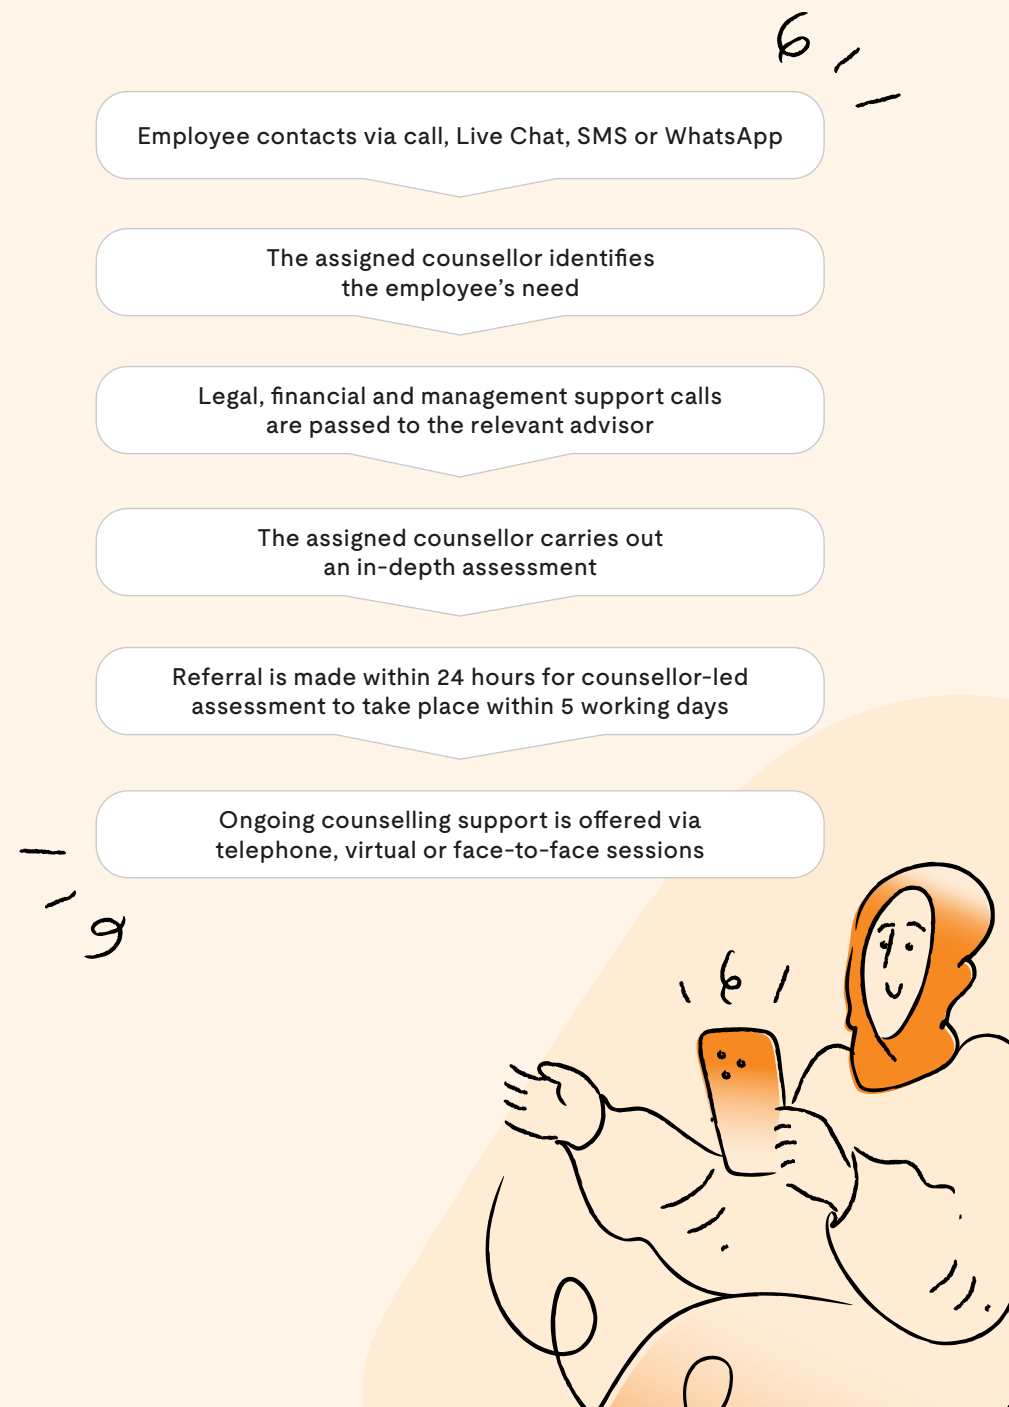 Employee contacts via call, Live Chat, SMS or WhatsApp
The assigned counsellor identifies
the employee’s need
Legal, financial and management support calls
are passed to the relevant advisor
The assigned counsellor carries out
an in-depth assessment
Referral is made within 24 hours for counsellor-led
assessment to take place within 5 working days
Ongoing counselling support is offered via
telephone, virtual or face-to-face sessions